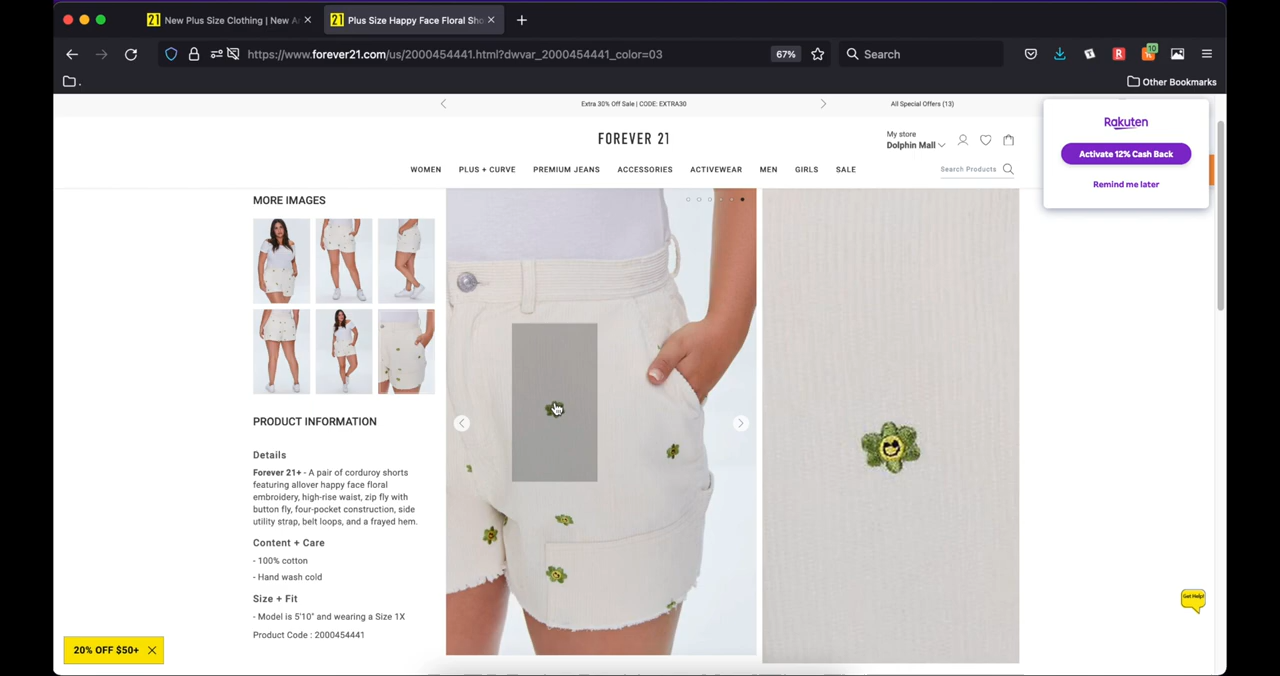 21 New Plus Size Clothing | New A
21 Plus Size Happy Face Floral Sho
https://www.forever21.com/us/2000454441.html?dwvar_2000454441_color=03
67%
Search
R
10
.
Other Bookmarks
Extra 30% Off Sale | CODE: EXTRA30
All Special Offers (13)
Rakuten
Activate 12% Cash Back
Remind me later
FOREVER 21
My store
Dolphin Mall
WOMEN PLUS + CURVE PREMIUM JEANS ACCESSORIES ACTIVEWEAR MEN GIRLS SALE
Search Products
MORE IMAGES
PRODUCT INFORMATION
Details
Forever 21+ - A pair of corduroy shorts
featuring allover happy face floral
embroidery, high-rise waist, zip fly with
button fly, four-pocket construction, side
utility strap, belt loops, and a frayed hem.
Content + Care
- 100% cotton
- Hand wash cold
Size + Fit
- Model is 5'10" and wearing a Size 1X
Product Code : 2000454441
20% OFF $50+
Get Help!